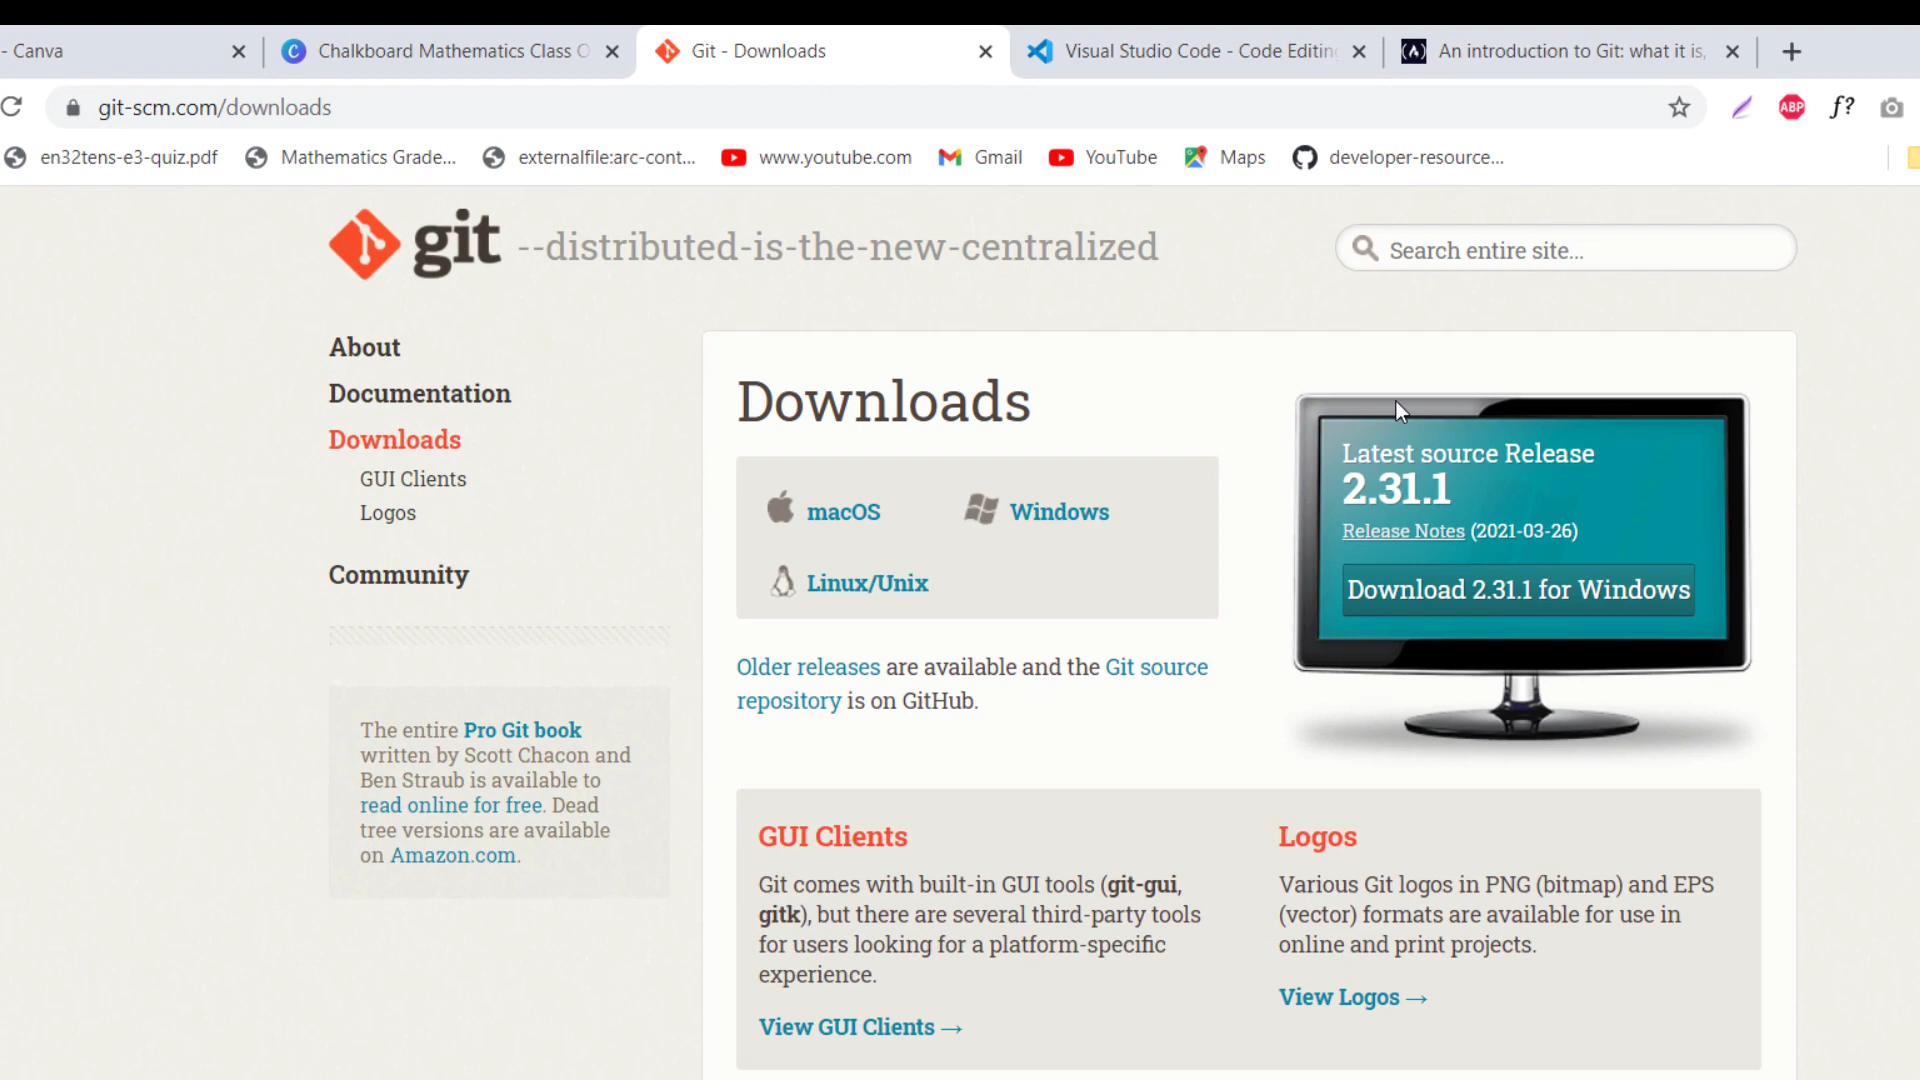 - Canva
Chalkboard Mathematics Class O
Git - Downloads
Visual Studio Code - Code Editing
An introduction to Git: what it is,
git-scm.com/downloads
ABP
f?
en32tens-e3-quiz.pdf
Mathematics Grade...
externalfile:arc-cont...
www.youtube.com
Gmail
YouTube
Maps
developer-resource...
git --distributed-is-the-new-centralized
Search entire site...
About
Documentation
Downloads
GUI Clients
Logos
Community
The entire Pro Git book
written by Scott Chacon and
Ben Straub is available to
read online for free. Dead
tree versions are available
on Amazon.com.
Downloads
macOS
Windows
Linux/Unix
Older releases are available and the Git source
repository is on GitHub.
Latest source Release
2.31.1
Release Notes (2021-03-26)
Download 2.31.1 for Windows
GUI Clients
Git comes with built-in GUI tools (git-gui,
gitk), but there are several third-party tools
for users looking for a platform-specific
experience.
View GUI Clients →
Logos
Various Git logos in PNG (bitmap) and EPS
(vector) formats are available for use in
online and print projects.
View Logos →